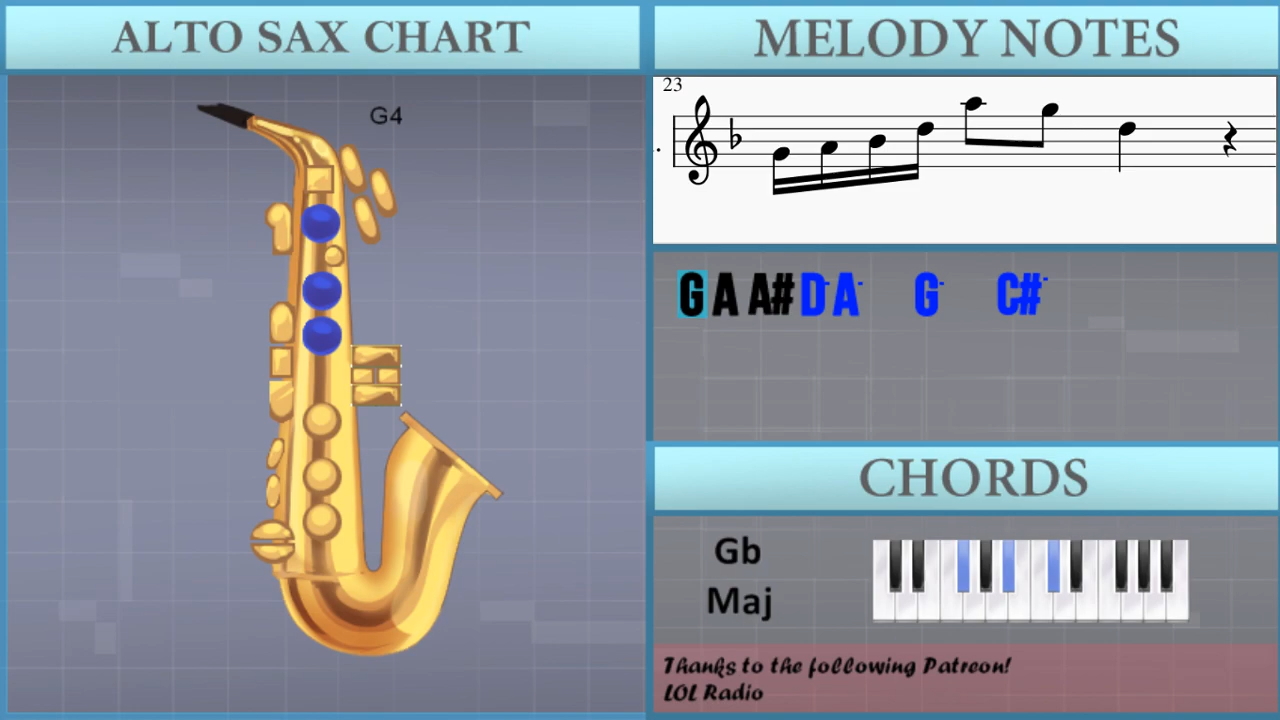 ALTO SAX CHART
MELODY NOTES
G4
23
G A A# D- A- G- C#-
CHORDS
Gb
Maj
Thanks to the following Patreon!
LOL Radio